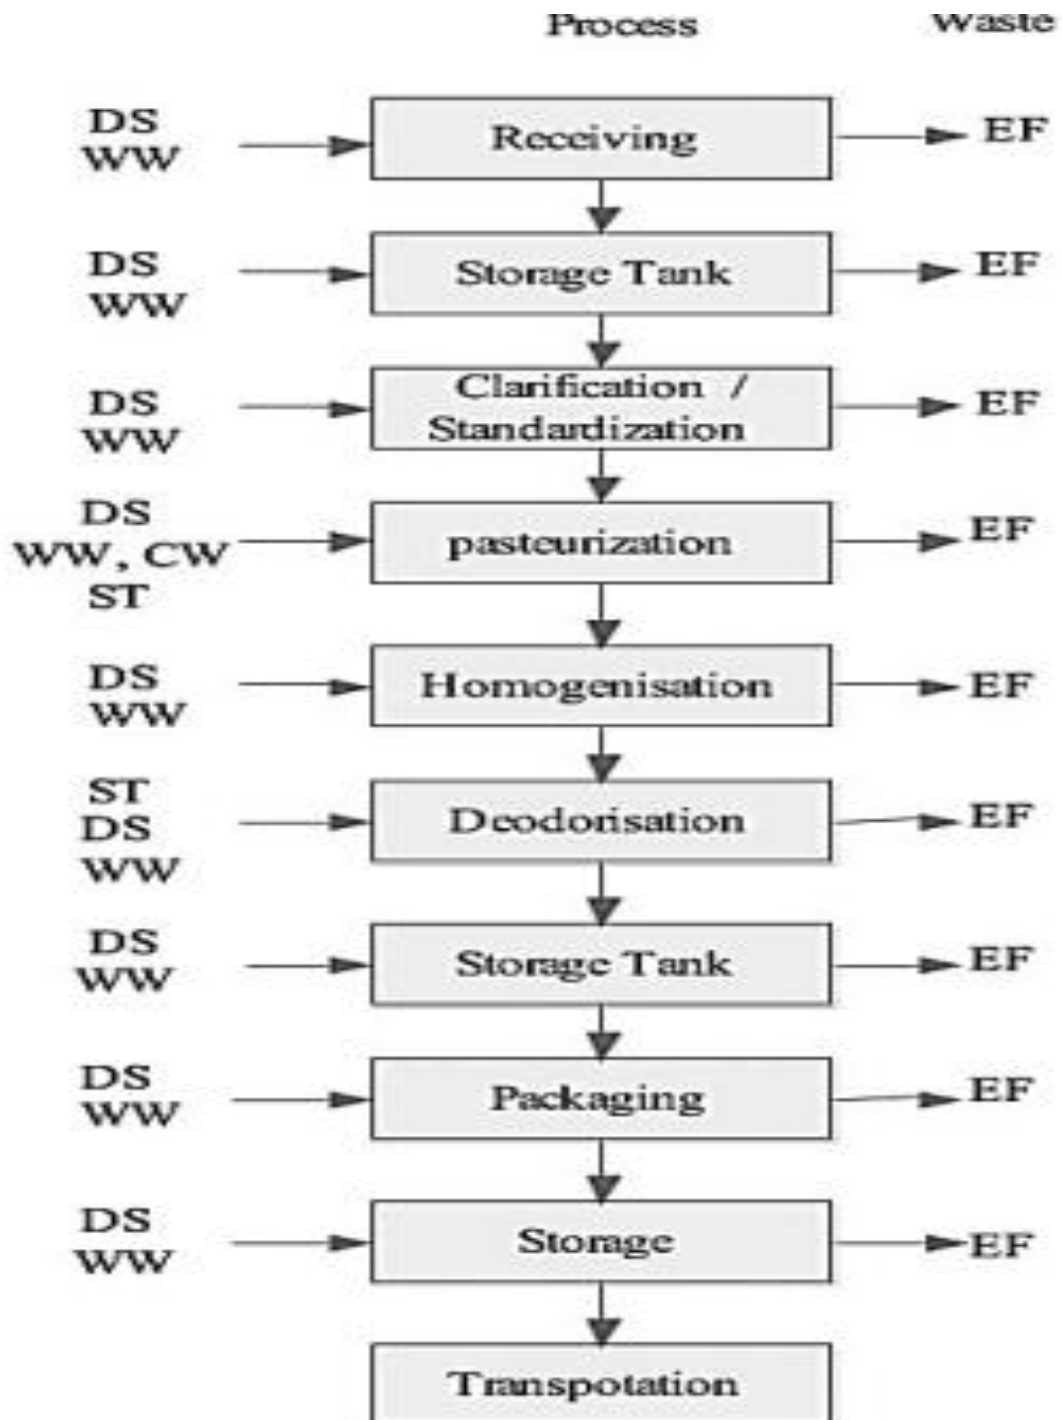 Process Waste
DS
WW
Receiving
EF
DS
WW
Storage Tank
EF
DS
WW
Clarification /
Standardization
EF
DS
WW, CW
ST
pasteurization
EF
DS
WW
Homogenisation
EF
ST
DS
WW
Deodorisation
EF
DS
WW
Storage Tank
EF
DS
WW
Packaging
EF
DS
WW
Storage
EF
Transpotation